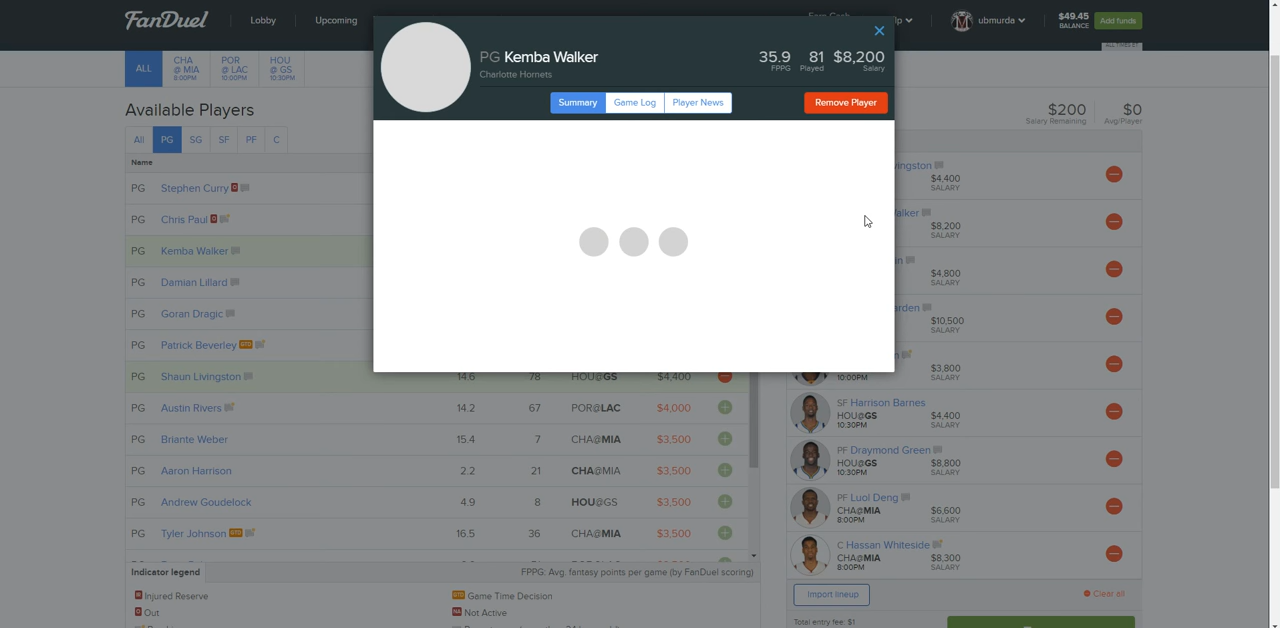 FanDuel
Lobby
Upcoming
ubmurda
$49.45
BALANCE
Add funds
ALL
CHA
@ MIA
8:00PM
POR
@ LAC
10:00PM
HOU
@ GS
10:30PM
PG Kemba Walker
Charlotte Hornets
35.9
FPPG
81
Played
$8,200
Salary
Summary
Game Log
Player News
Remove Player
Available Players
All
PG
SG
SF
PF
C
Name
PG Stephen Curry O
PG Chris Paul O
PG Kemba Walker
PG Damian Lillard
PG Goran Dragic
PG Patrick Beverley GTD
PG Shaun Livingston 14.6 78 HOU@GS $4,400
PG Austin Rivers 14.2 67 POR@LAC $4,000
PG Briante Weber 15.4 7 CHA@MIA $3,500
PG Aaron Harrison 2.2 21 CHA@MIA $3,500
PG Andrew Goudelock 4.9 8 HOU@GS $3,500
PG Tyler Johnson GTD 16.5 36 CHA@MIA $3,500
Indicator legend
FPPG: Avg. fantasy points per game (by FanDuel scoring)
Injured Reserve
GTD Game Time Decision
O Out
NA Not Active
$200
Salary Remaining
$0
Avg/Player
vingston
$4,400
SALARY
alker
$8,200
SALARY
$4,800
SALARY
arden
$10,500
SALARY
$3,800
10:00PM
SALARY
SF Harrison Barnes
HOU@GS
$4,400
10:30PM
SALARY
PF Draymond Green
HOU@GS
$8,800
10:30PM
SALARY
PF Luol Deng
CHA@MIA
$6,600
8:00PM
SALARY
C Hassan Whiteside
CHA@MIA
$8,300
8:00PM
SALARY
Import lineup
Clear all
Total entry fee: $1